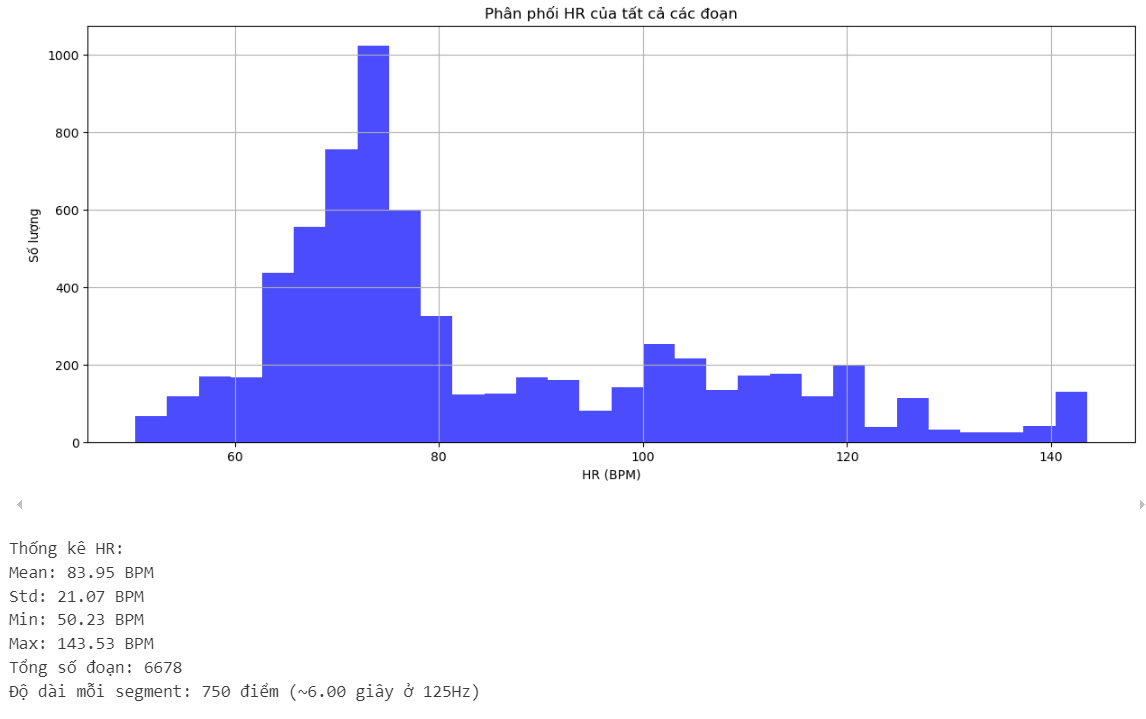 Phân phối HR của tất cả các đoạn
1000
800
600
400
200
0
Số lượng
60
80
100
120
140
HR (BPM)
Thống kê HR:
Mean: 83.95 BPM
Std: 21.07 BPM
Min: 50.23 BPM
Max: 143.53 BPM
Tổng số đoạn: 6678
Độ dài mỗi segment: 750 điểm (~6.00 giây ở 125Hz)